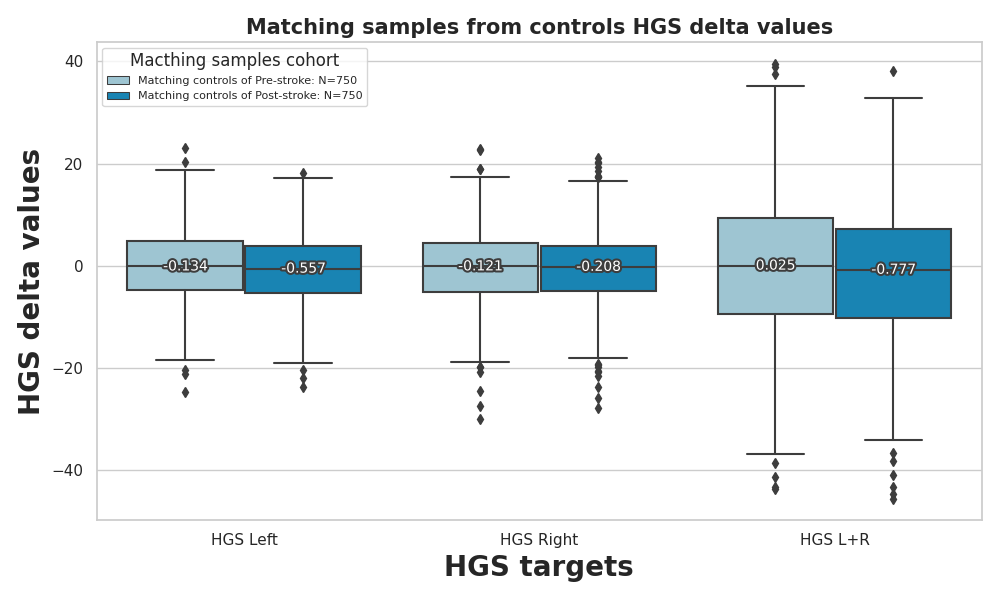 Matching samples from controls HGS delta values
Macthing samples cohort
Matching controls of Pre-stroke: N=750
Matching controls of Post-stroke: N=750
HGS delta values
40
20
0
−20
−40
-0.134
-0.557
-0.121
-0.208
0.025
-0.777
HGS Left
HGS Right
HGS L+R
HGS targets